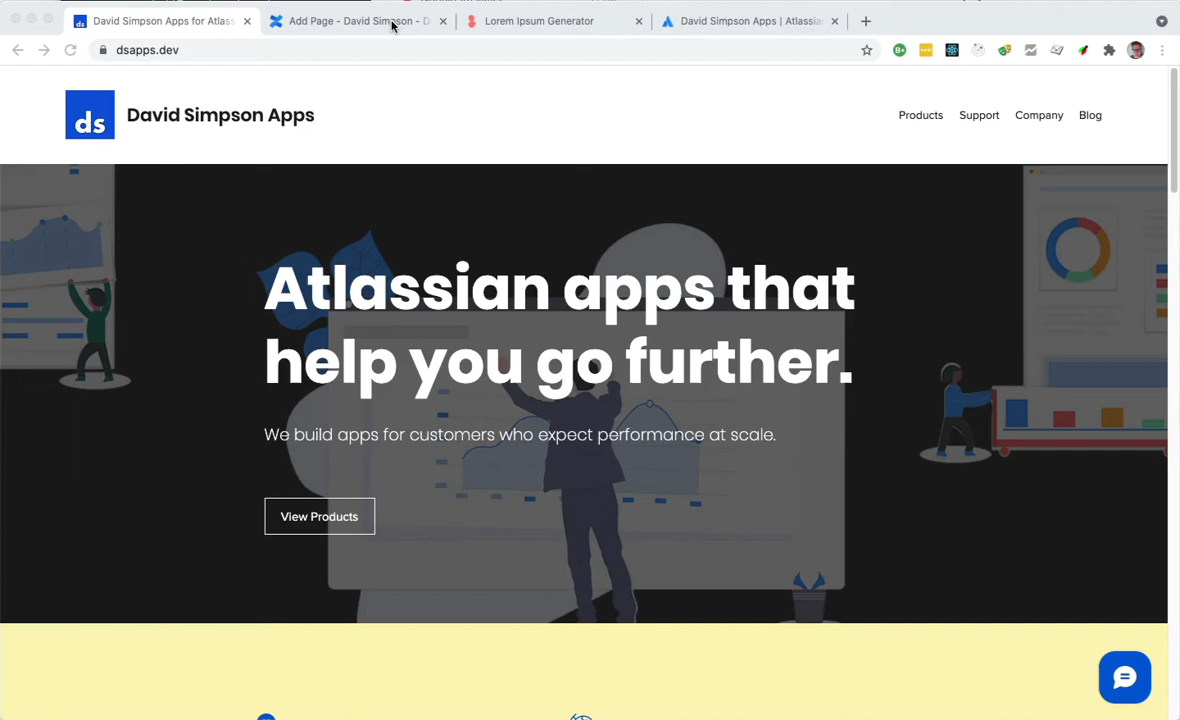 David Simpson Apps for Atlass
Add Page - David Simpson - D
Lorem Ipsum Generator
David Simpson Apps | Atlassia
dsapps.dev
ds
David Simpson Apps
Products
Support
Company
Blog
Atlassian apps that
help you go further.
We build apps for customers who expect performance at scale.
View Products